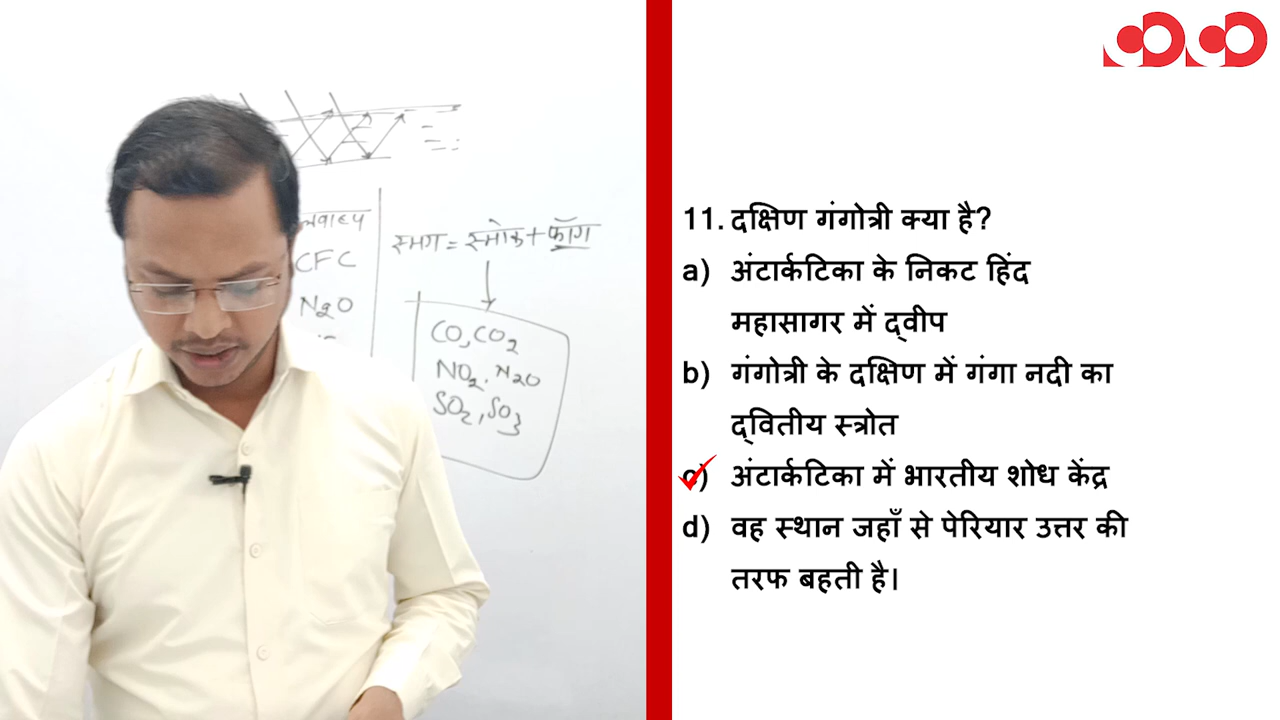 CFC
N₂O
स्मग = स्मोक + फॉग
CO, CO₂
NO₂, N₂O
SO₂, SO₃
11. दक्षिण गंगोत्री क्या है?
a) अंटार्कटिका के निकट हिंद
महासागर में द्वीप
b) गंगोत्री के दक्षिण में गंगा नदी का
द्वितीय स्त्रोत
c) अंटार्कटिका में भारतीय शोध केंद्र
d) वह स्थान जहाँ से पेरियार उत्तर की
तरफ बहती है।